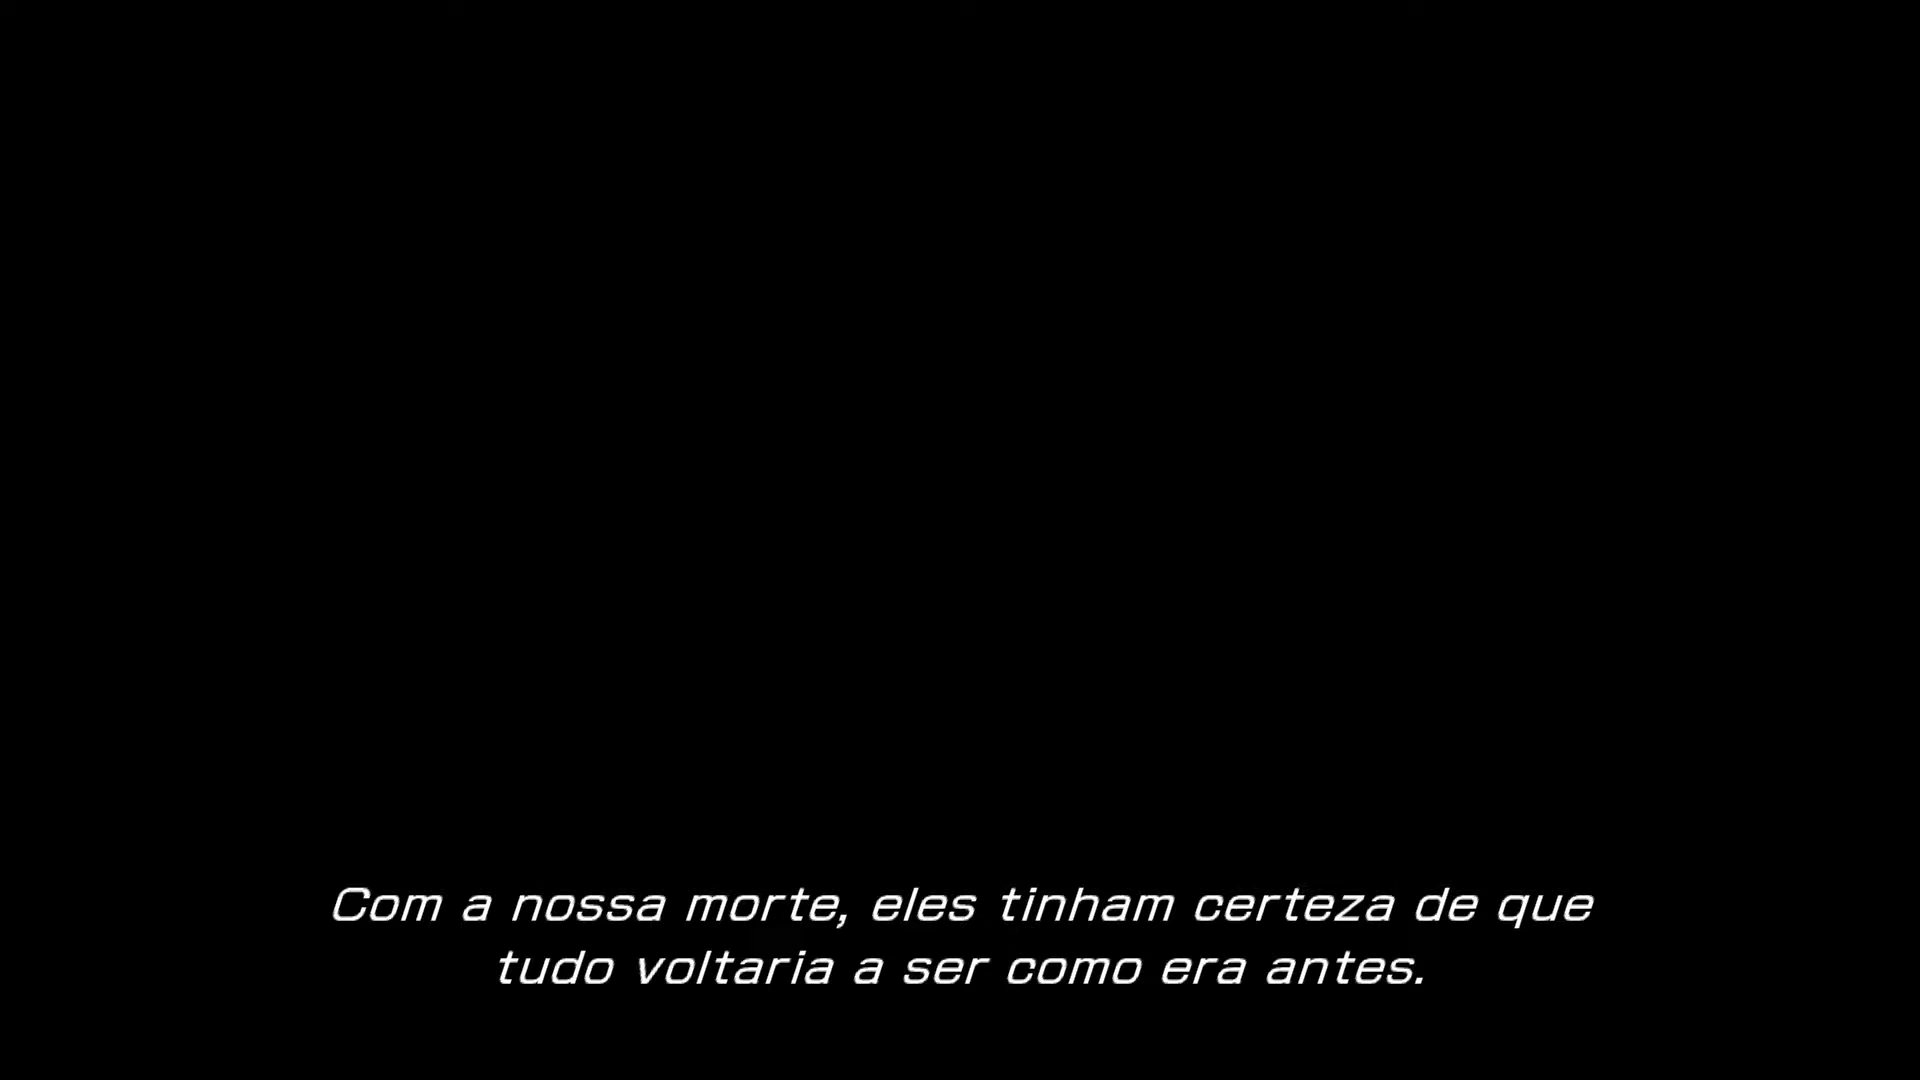 Com a nossa morte, eles tinham certeza de que
tudo voltaria a ser como era antes.